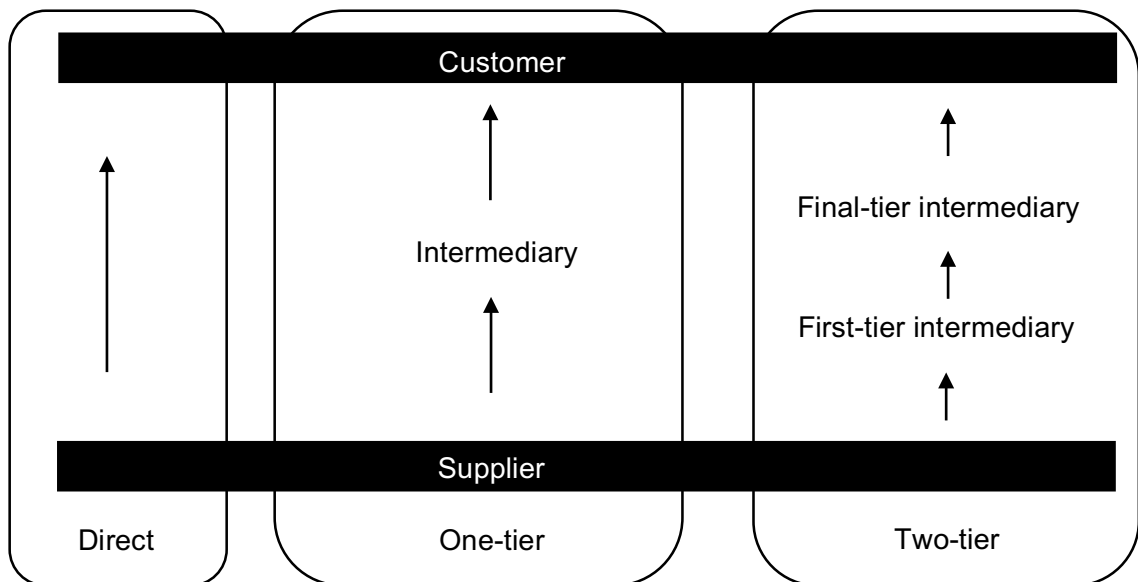 Customer
Final-tier intermediary
Intermediary
First-tier intermediary
Supplier
Direct
One-tier
Two-tier